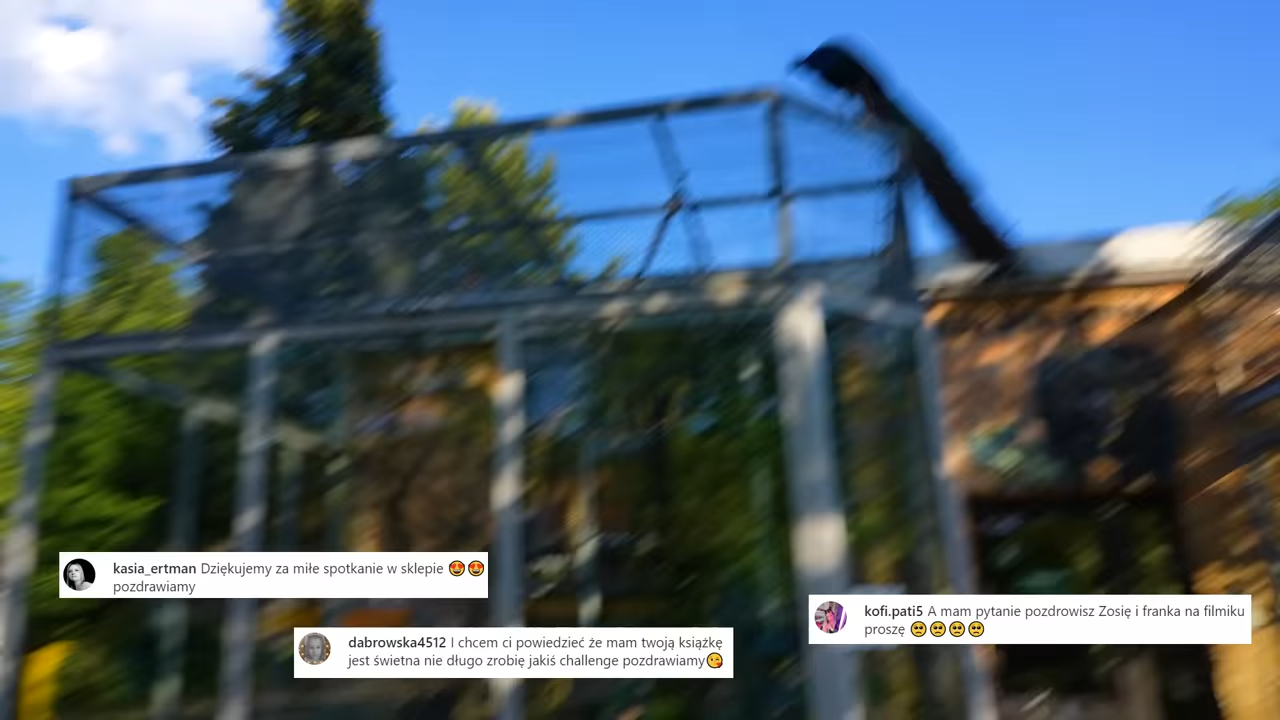 kasia_ertman Dziękujemy za miłe spotkanie w sklepie 😍😍
pozdrawiamy
dabrowska4512 I chcem ci powiedzieć że mam twoją książkę
jest świetna nie długo zrobię jakiś challenge pozdrawiamy😘
kofi.pati5 A mam pytanie pozdrowisz Zosię i franka na filmiku
proszę 🥺🥺🥺🥺